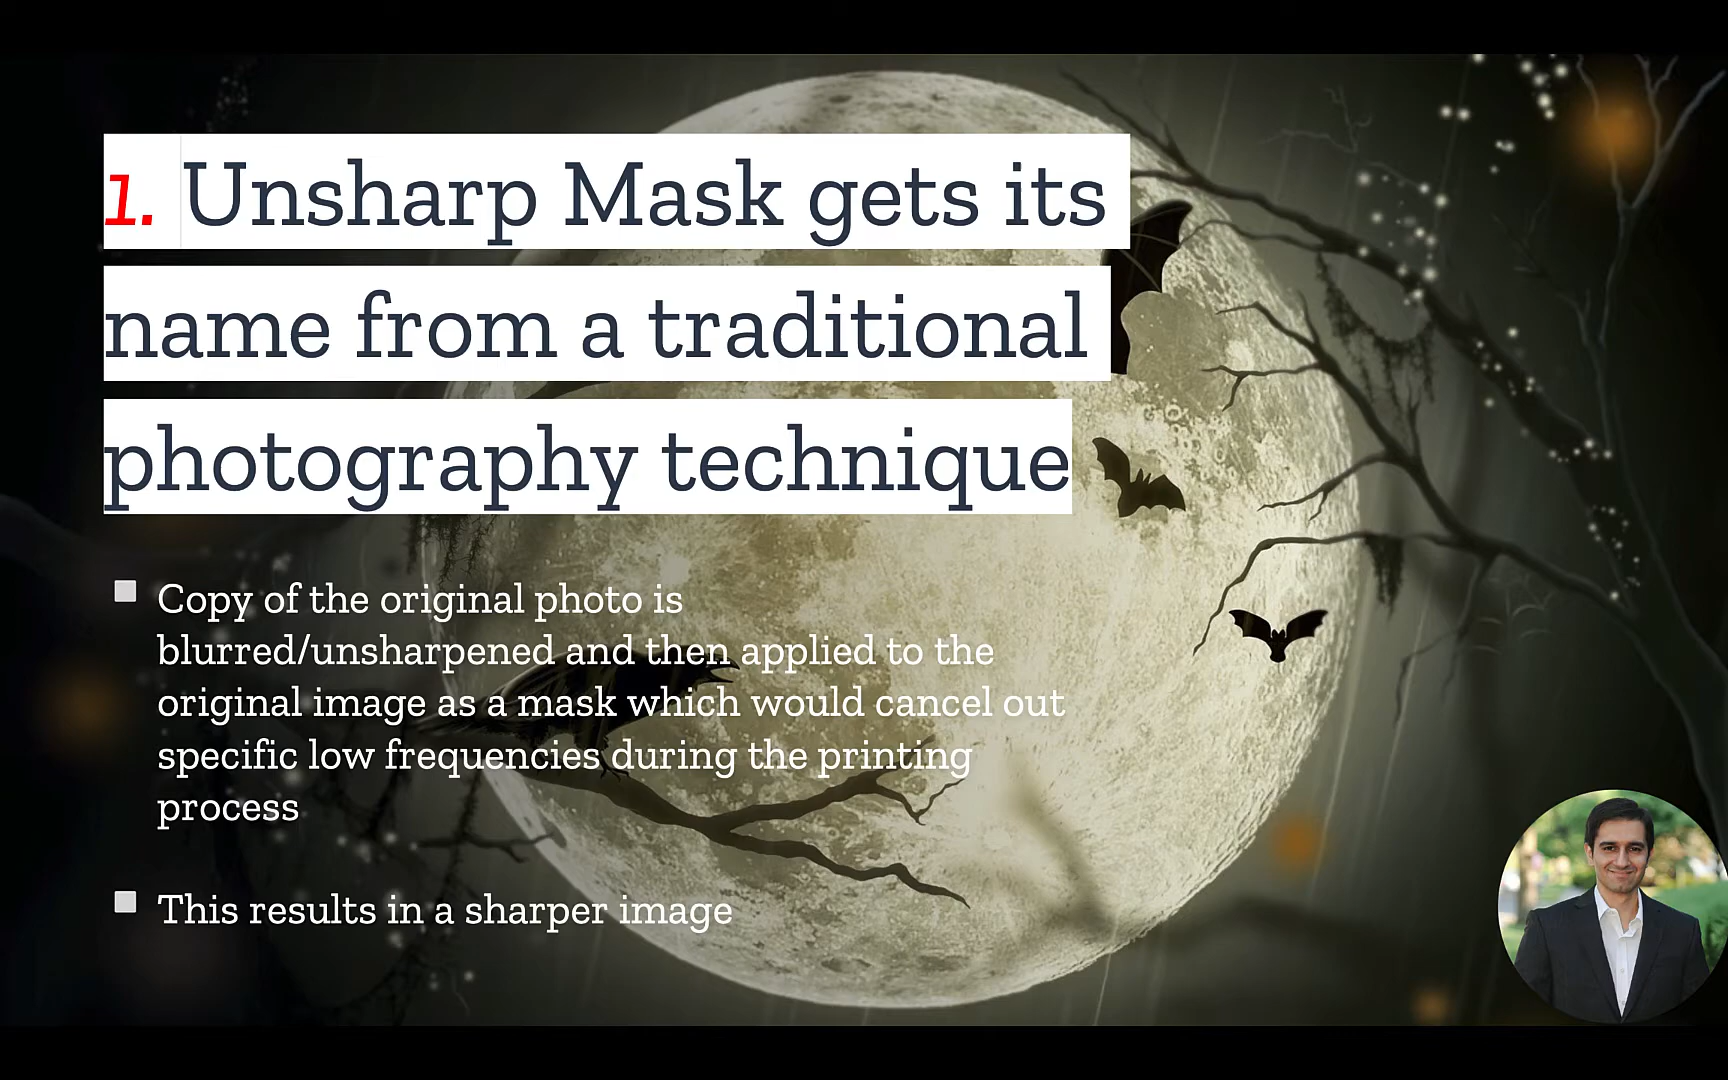 1. Unsharp Mask gets its
name from a traditional
photography technique
Copy of the original photo is
blurred/unsharpened and then applied to the
original image as a mask which would cancel out
specific low frequencies during the printing
process
This results in a sharper image